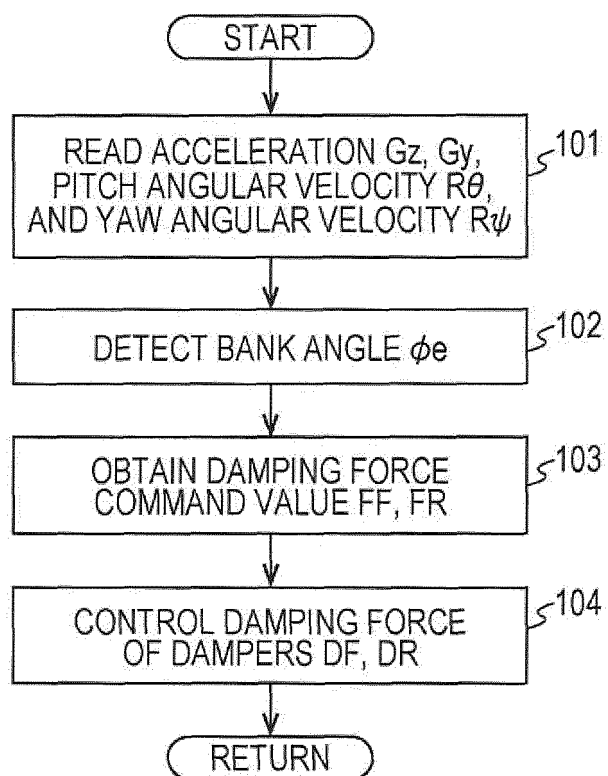 START
READ ACCELERATION Gz, Gy,
PITCH ANGULAR VELOCITY Rθ,
AND YAW ANGULAR VELOCITY Rψ
101
DETECT BANK ANGLE ϕe
102
OBTAIN DAMPING FORCE
COMMAND VALUE FF, FR
103
CONTROL DAMPING FORCE
OF DAMPERS DF, DR
104
RETURN